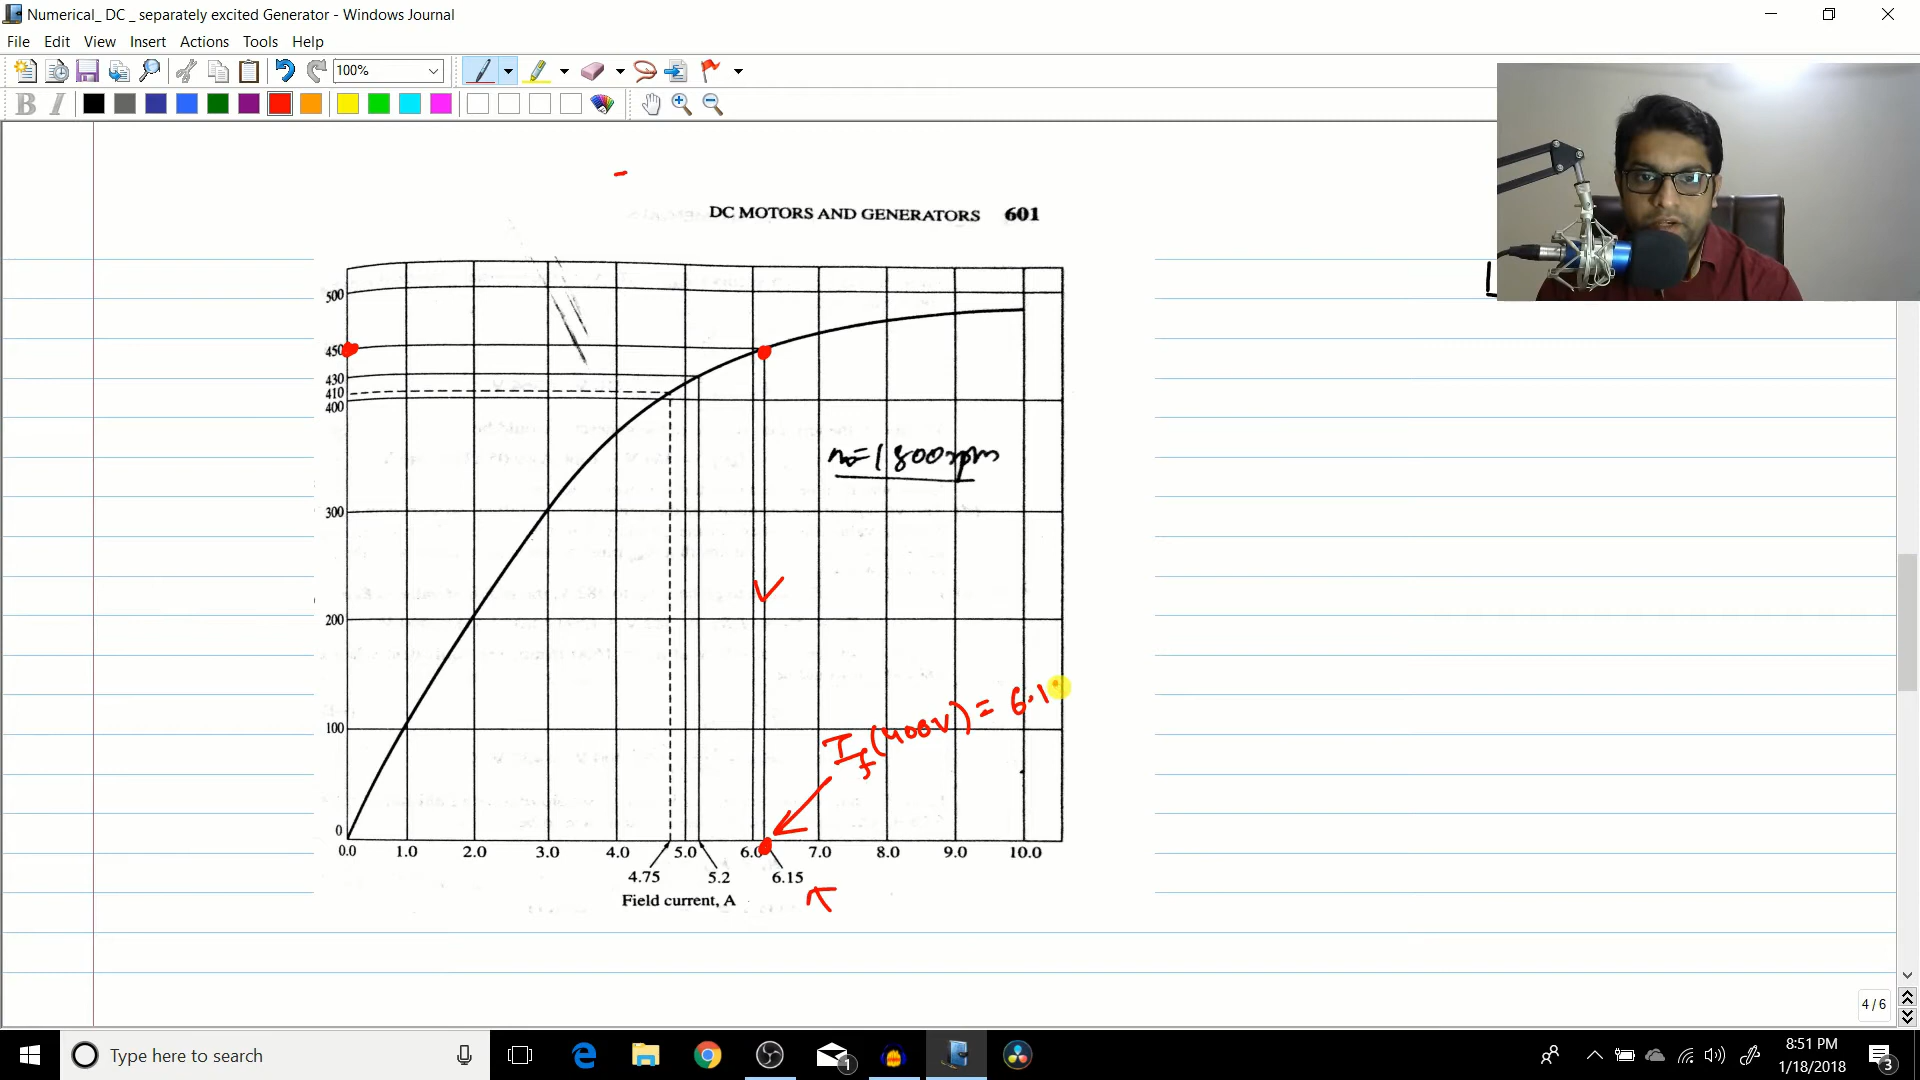 Numerical_ DC _ separately excited Generator - Windows Journal
File Edit View Insert Actions Tools Help
100%
B I
DC MOTORS AND GENERATORS 601
500
450
430
410
400
n=1800rpm
300
200
If(400V) = 6.1
100
0
0.0 1.0 2.0 3.0 4.0 5.0 6.0 7.0 8.0 9.0 10.0
4.75 5.2 6.15
Field current, A
4 / 6
Type here to search
1
8:51 PM
1/18/2018
3